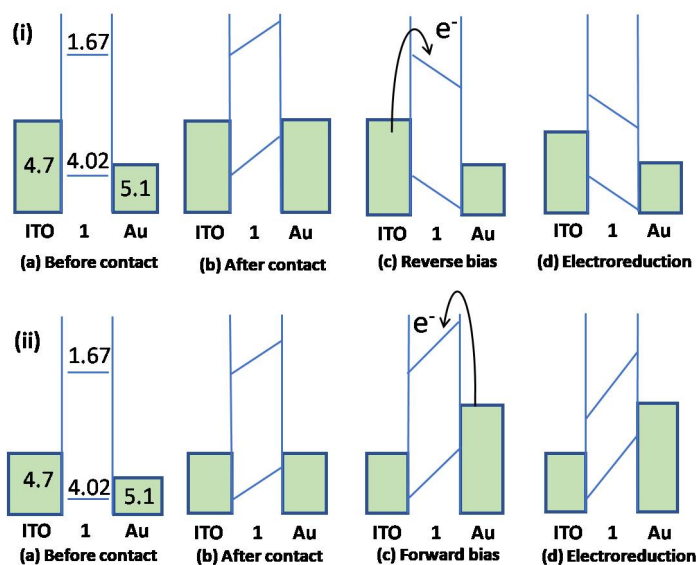 (i)
1.67
e-
4.7
4.02
5.1
ITO 1 Au
ITO 1 Au
ITO 1 Au
ITO 1 Au
(a) Before contact
(b) After contact
(c) Reverse bias
(d) Electroreduction
(ii)
1.67
e-
4.7
4.02
5.1
ITO 1 Au
ITO 1 Au
ITO 1 Au
ITO 1 Au
(a) Before contact
(b) After contact
(c) Forward bias
(d) Electroreduction